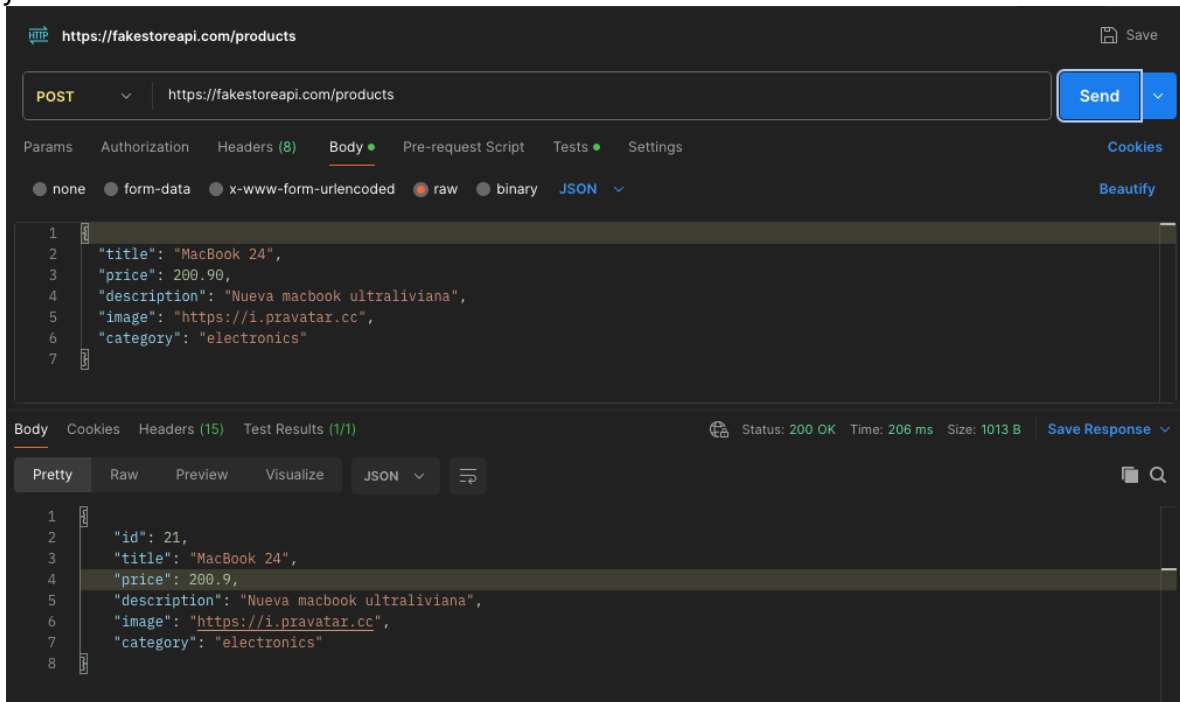 HTTP https://fakestoreapi.com/products Save
POST https://fakestoreapi.com/products Send
Params Authorization Headers (8) Body Pre-request Script Tests Settings Cookies
none form-data x-www-form-urlencoded raw binary JSON Beautify
1 {
2 "title": "MacBook 24",
3 "price": 200.90,
4 "description": "Nueva macbook ultraliviana",
5 "image": "https://i.pravatar.cc",
6 "category": "electronics"
7 }
Body Cookies Headers (15) Test Results (1/1) Status: 200 OK Time: 206 ms Size: 1013 B Save Response
Pretty Raw Preview Visualize JSON
1 {
2 "id": 21,
3 "title": "MacBook 24",
4 "price": 200.9,
5 "description": "Nueva macbook ultraliviana",
6 "image": "https://i.pravatar.cc",
7 "category": "electronics"
8 }